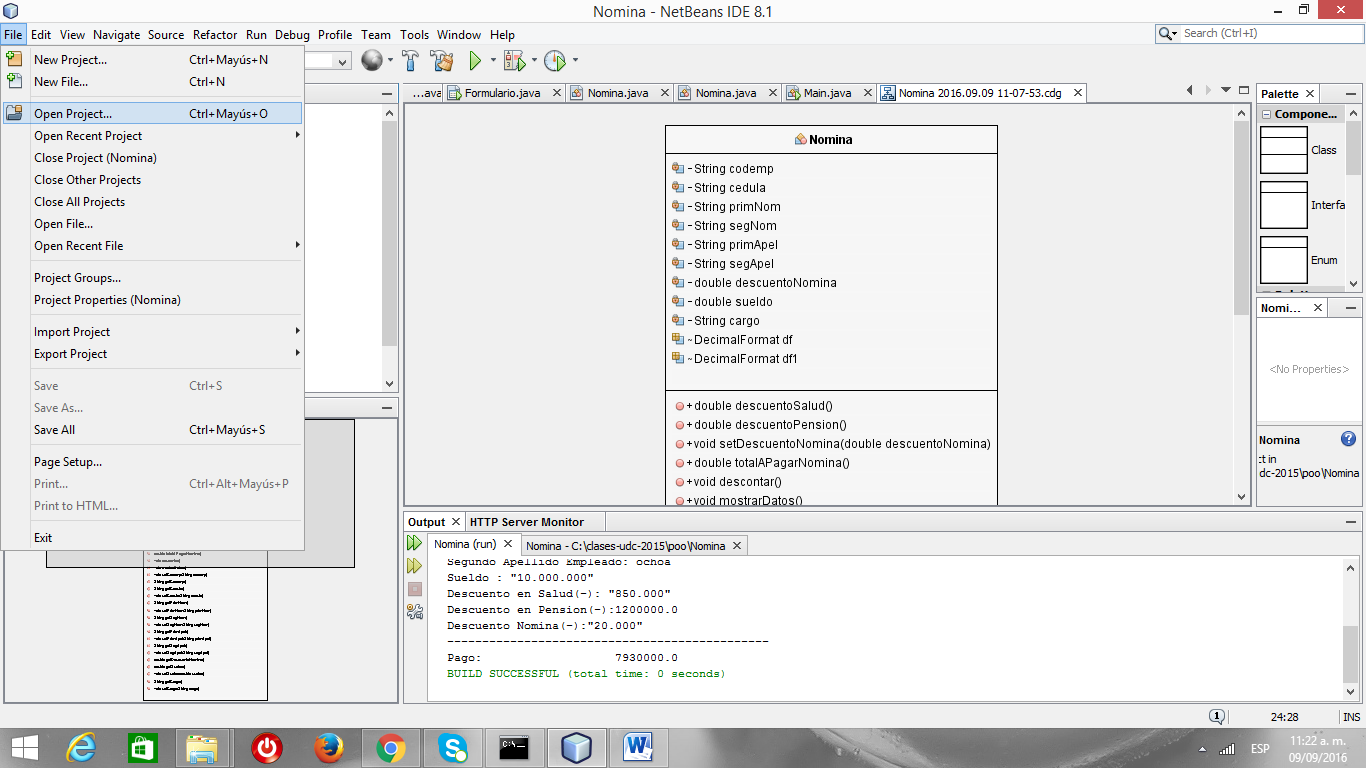 Nomina - NetBeans IDE 8.1
File Edit View Navigate Source Refactor Run Debug Profile Team Tools Window Help
Search (Ctrl+I)
New Project... Ctrl+Mayús+N
New File... Ctrl+N
Open Project... Ctrl+Mayús+O
Open Recent Project
Close Project (Nomina)
Close Other Projects
Close All Projects
Open File...
Open Recent File
Project Groups...
Project Properties (Nomina)
Import Project
Export Project
Save Ctrl+S
Save As...
Save All Ctrl+Mayús+S
Page Setup...
Print... Ctrl+Alt+Mayús+P
Print to HTML...
Exit
...ava Formulario.java Nomina.java Nomina.java Main.java Nomina 2016.09.09 11-07-53.cdg
Nomina
-String codemp
-String cedula
-String primNom
-String segNom
-String primApel
-String segApel
-double descuentoNomina
-double sueldo
-String cargo
~DecimalFormat df
~DecimalFormat df1
+double descuentoSalud()
+double descuentoPension()
+void setDescuentoNomina(double descuentoNomina)
+double totalAPagarNomina()
+void descontar()
+void mostrarDatos()
Palette
Compone...
Class
Interfa
Enum
Nomi...
<No Properties>
Nomina
ct in
dc-2015\poo\Nomina
Output HTTP Server Monitor
Nomina (run) Nomina - C:\clases-udc-2015\poo\Nomina
Segundo Apellido Empleado: ochoa
Sueldo : "10.000.000"
Descuento en Salud(-): "850.000"
Descuento en Pension(-):1200000.0
Descuento Nomina(-):"20.000"
----------------------------------------------
Pago: 7930000.0
BUILD SUCCESSFUL (total time: 0 seconds)
1 24:28 INS
ESP
11:22 a. m.
09/09/2016